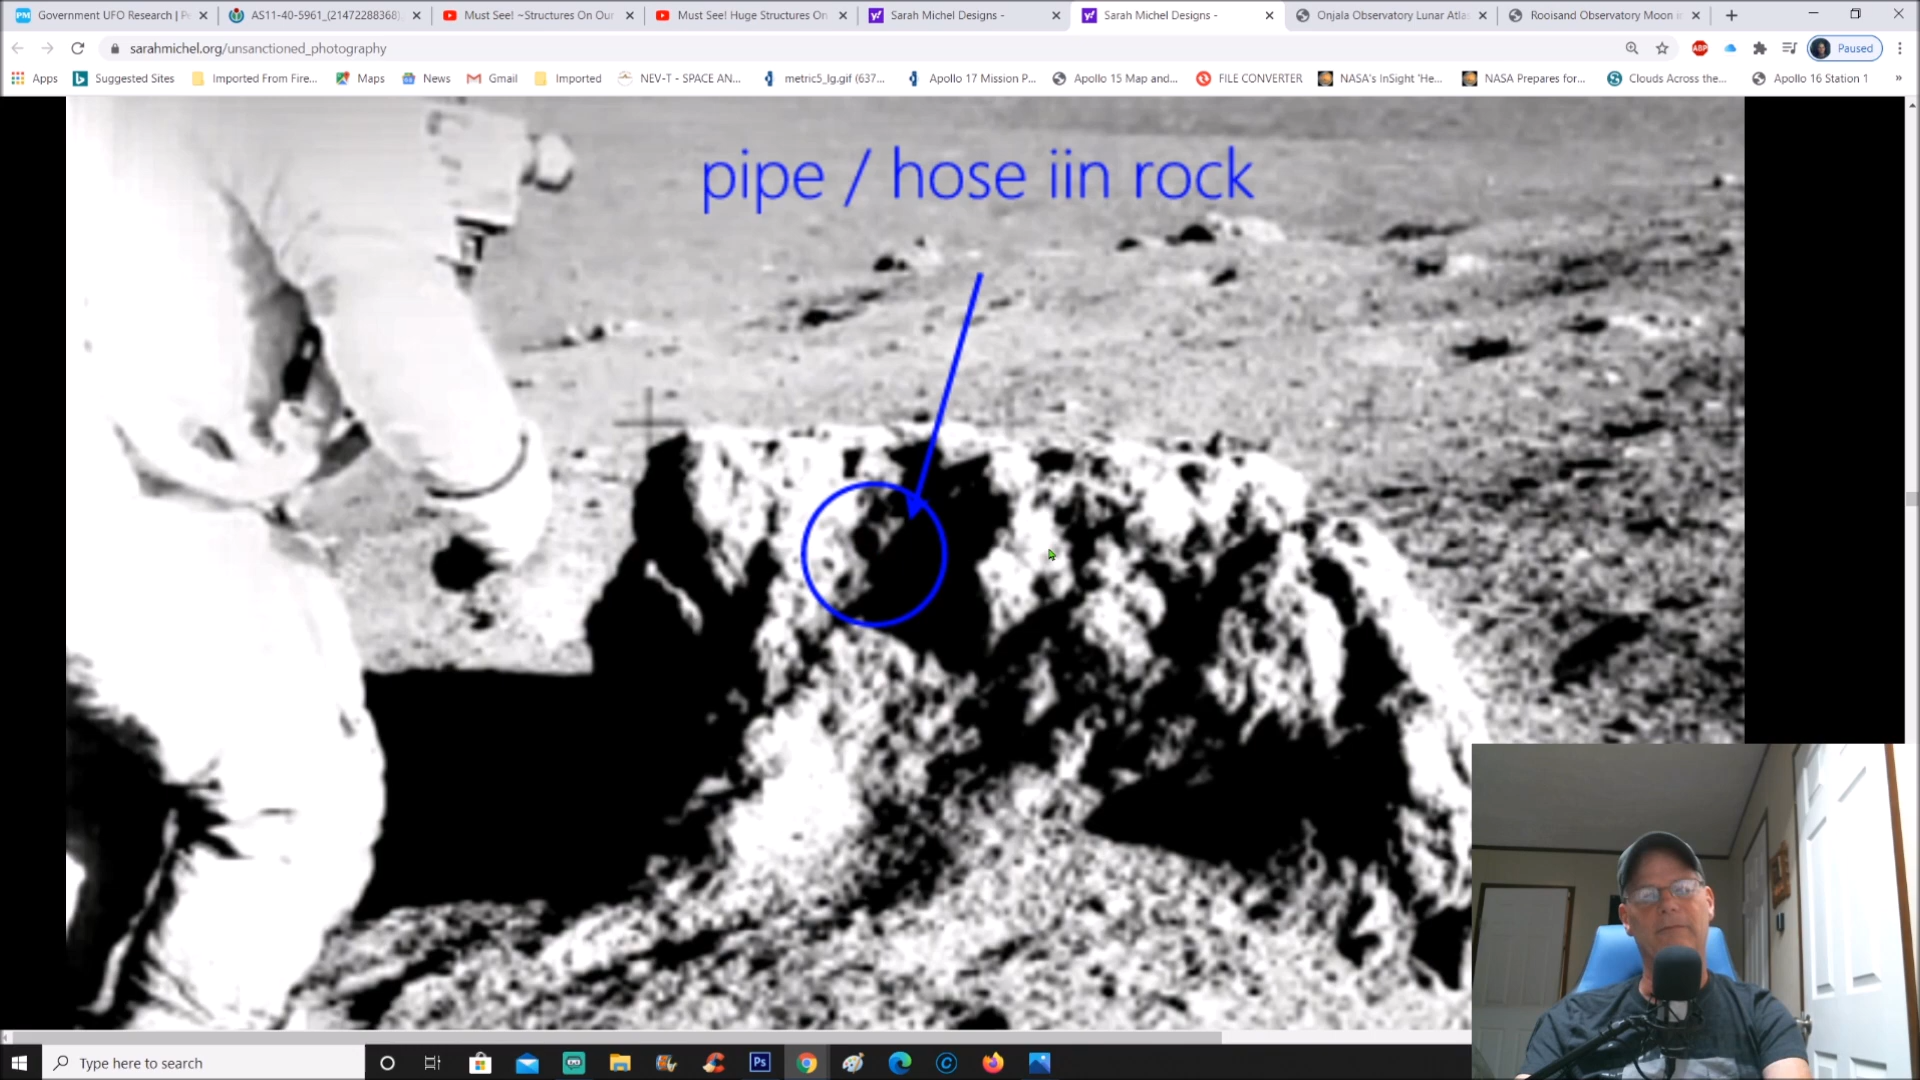 Government UFO Research | P
AS11-40-5961_(21472288368)
Must See! ~Structures On Our
Must See! Huge Structures On
Sarah Michel Designs -
Sarah Michel Designs -
Onjala Observatory Lunar Atlas
Rooisand Observatory Moon i
sarahmichel.org/unsanctioned_photography
ABP
Paused
Apps
Suggested Sites
Imported From Fire...
Maps
News
Gmail
Imported
NEV-T - SPACE AN...
metric5_lg.gif (637...
Apollo 17 Mission P...
Apollo 15 Map and...
FILE CONVERTER
NASA's InSight 'He...
NASA Prepares for...
Clouds Across the...
Apollo 16 Station 1
»
pipe / hose iin rock
Type here to search
Ps